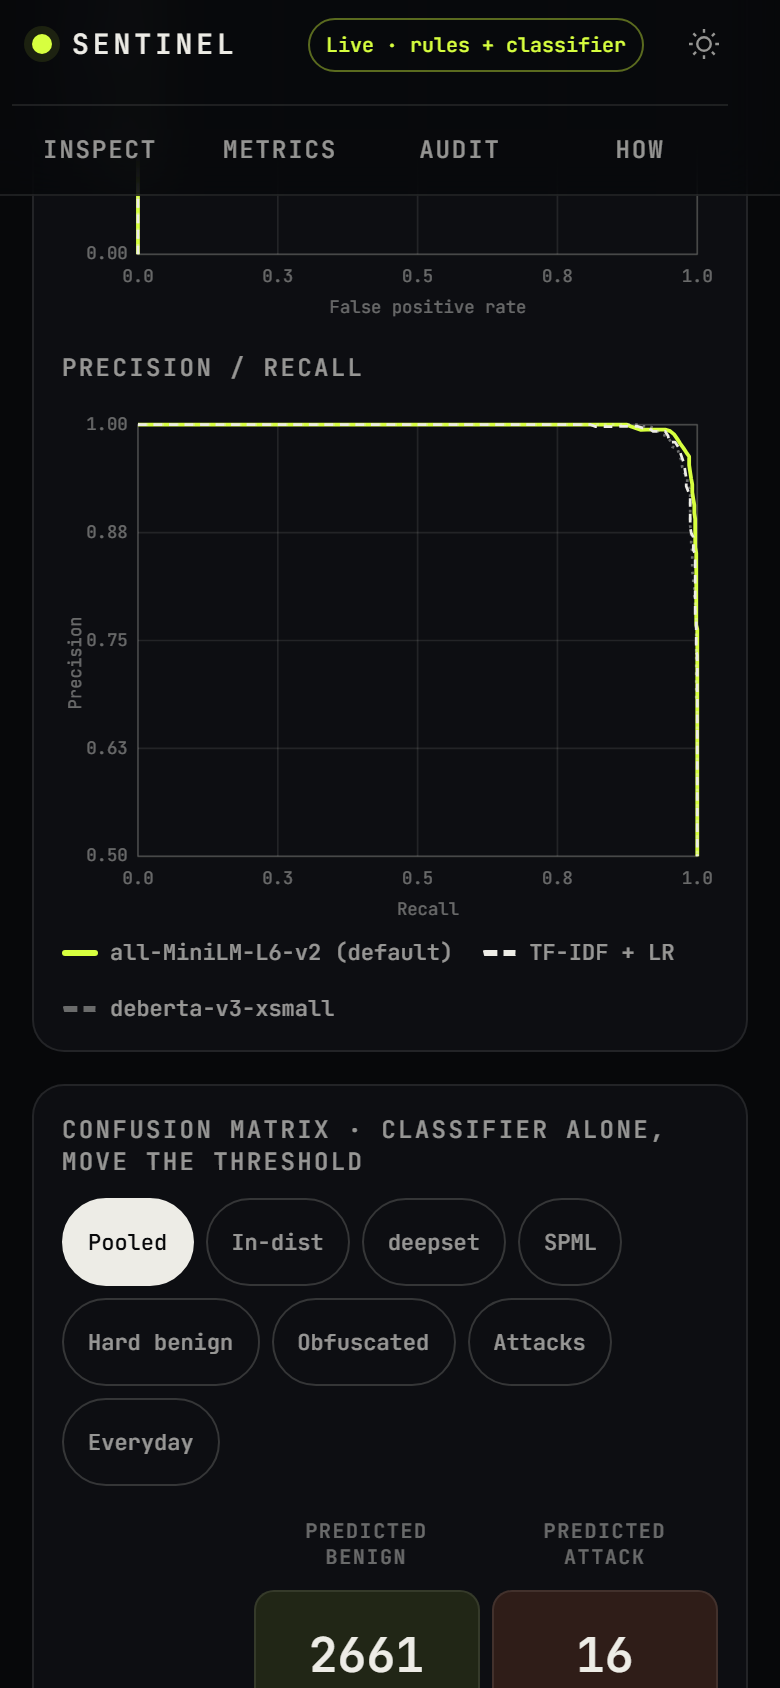 SENTINEL
Live · rules + classifier
INSPECT METRICS AUDIT HOW
0.00
0.0 0.3 0.5 0.8 1.0
False positive rate
PRECISION / RECALL
1.00
0.88
0.75
0.63
0.50
Precision
0.0 0.3 0.5 0.8 1.0
Recall
all-MiniLM-L6-v2 (default) TF-IDF + LR
deberta-v3-xsmall
CONFUSION MATRIX · CLASSIFIER ALONE,
MOVE THE THRESHOLD
Pooled In-dist deepset SPML
Hard benign Obfuscated Attacks
Everyday
PREDICTED BENIGN
PREDICTED ATTACK
2661 16